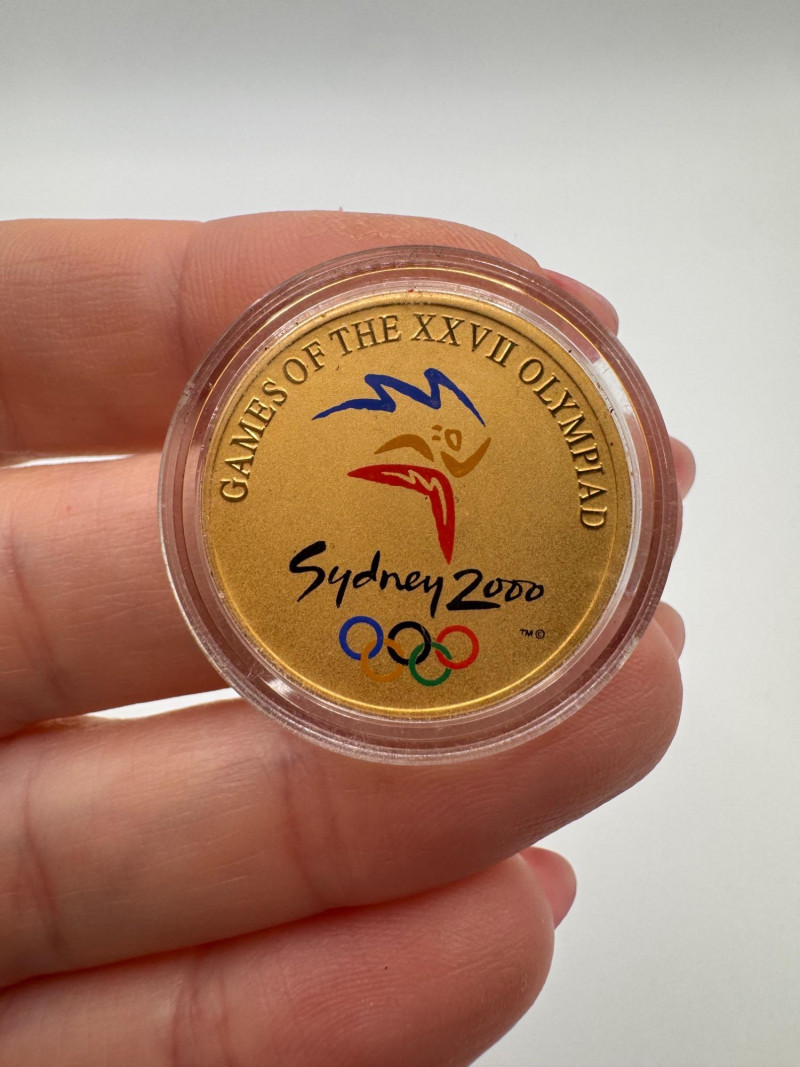 GAMES OF THE XXVII OLYMPIAD
Sydney 2000
TM ©